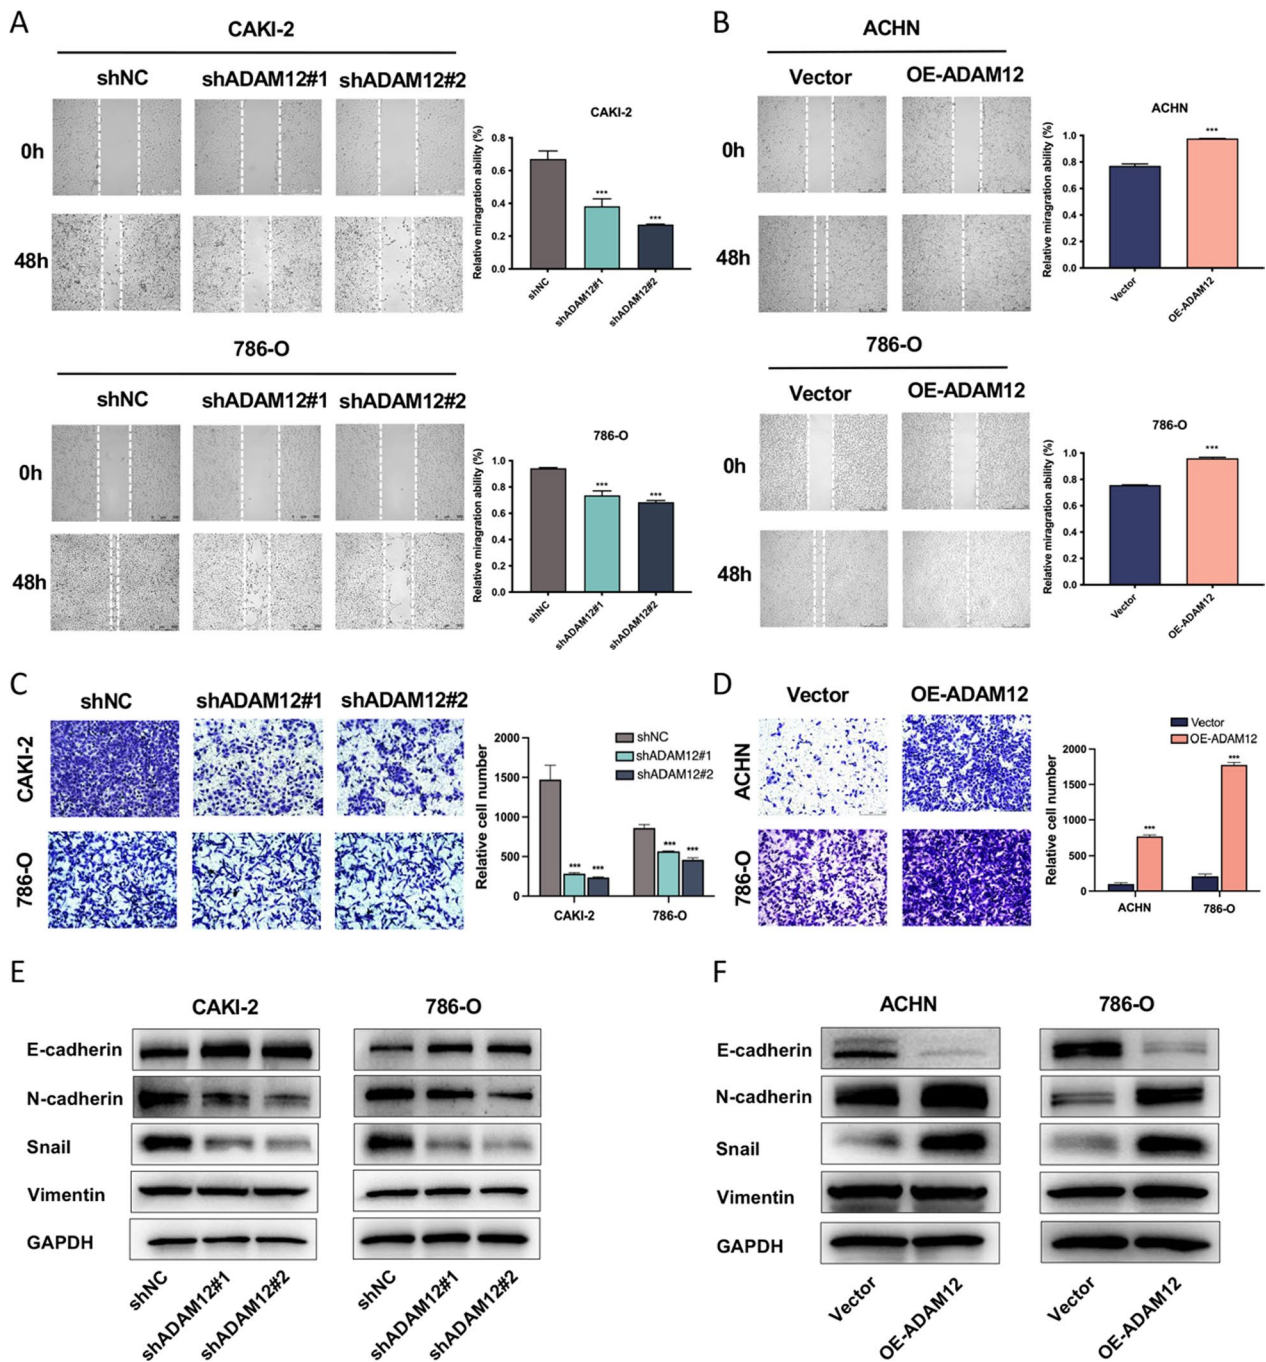 A
CAKI-2
shNC shADAM12#1 shADAM12#2
0h
48h
CAKI-2
Relative miragration ability (%)
0.8
0.6
0.4
0.2
0.0
***
***
shNC
shADAM12#1
shADAM12#2
786-O
shNC shADAM12#1 shADAM12#2
0h
48h
786-O
Relative miragration ability (%)
1.0
0.8
0.6
0.4
0.2
0.0
***
***
shNC
shADAM12#1
shADAM12#2
B
ACHN
Vector OE-ADAM12
0h
48h
ACHN
Relative miragration ability (%)
1.0
0.8
0.6
0.4
0.2
0.0
***
Vector
OE-ADAM12
786-O
Vector OE-ADAM12
0h
48h
786-O
Relative miragration ability (%)
1.0
0.8
0.6
0.4
0.2
0.0
***
Vector
OE-ADAM12
C
shNC shADAM12#1 shADAM12#2
CAKI-2
786-O
Relative cell number
2000
1500
1000
500
0
shNC
shADAM12#1
shADAM12#2
*** ***
*** ***
CAKI-2 786-O
D
Vector OE-ADAM12
ACHN
786-O
Vector
OE-ADAM12
Relative cell number
2000
1500
1000
500
0
***
***
ACHN 786-O
E
CAKI-2 786-O
E-cadherin
N-cadherin
Snail
Vimentin
GAPDH
shNC
shADAM12#1
shADAM12#2
shNC
shADAM12#1
shADAM12#2
F
ACHN 786-O
E-cadherin
N-cadherin
Snail
Vimentin
GAPDH
Vector
OE-ADAM12
Vector
OE-ADAM12